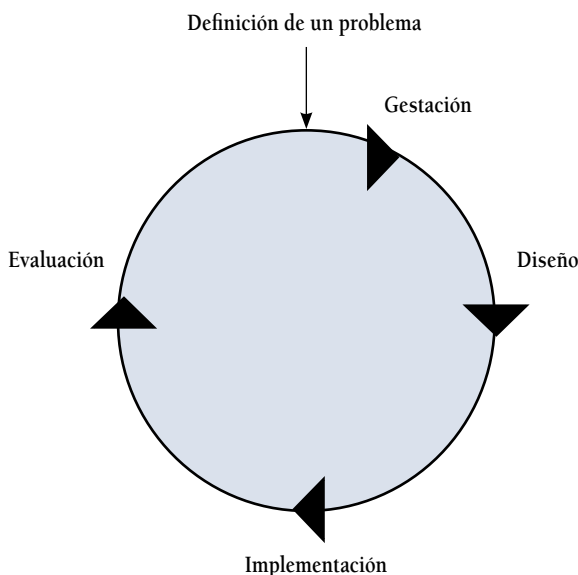 Definición de un problema
Gestación
Evaluación
Diseño
Implementación